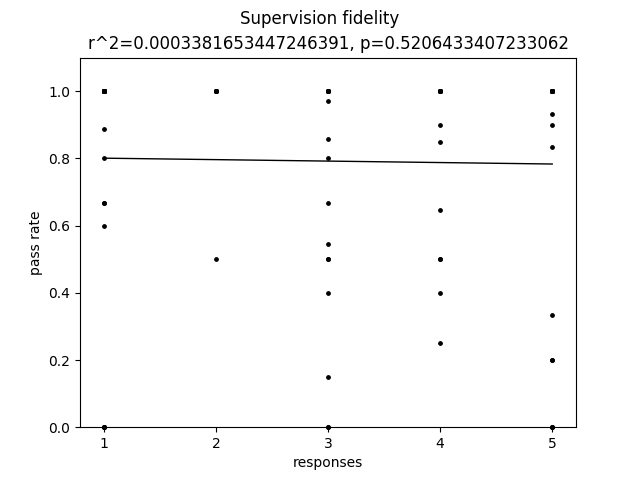 Supervision fidelity
r^2=0.0003381653447246391, p=0.5206433407233062
1.0
0.8
0.6
0.4
0.2
0.0
pass rate
1 2 3 4 5
responses